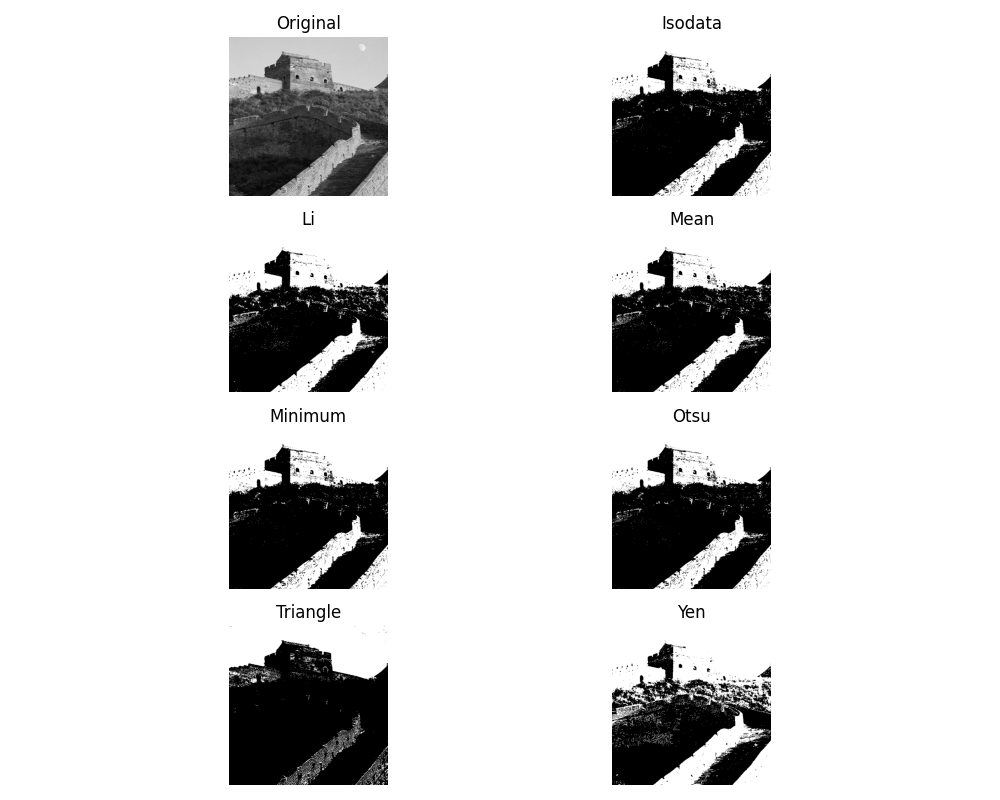 Original
Isodata
Li
Mean
Minimum
Otsu
Triangle
Yen